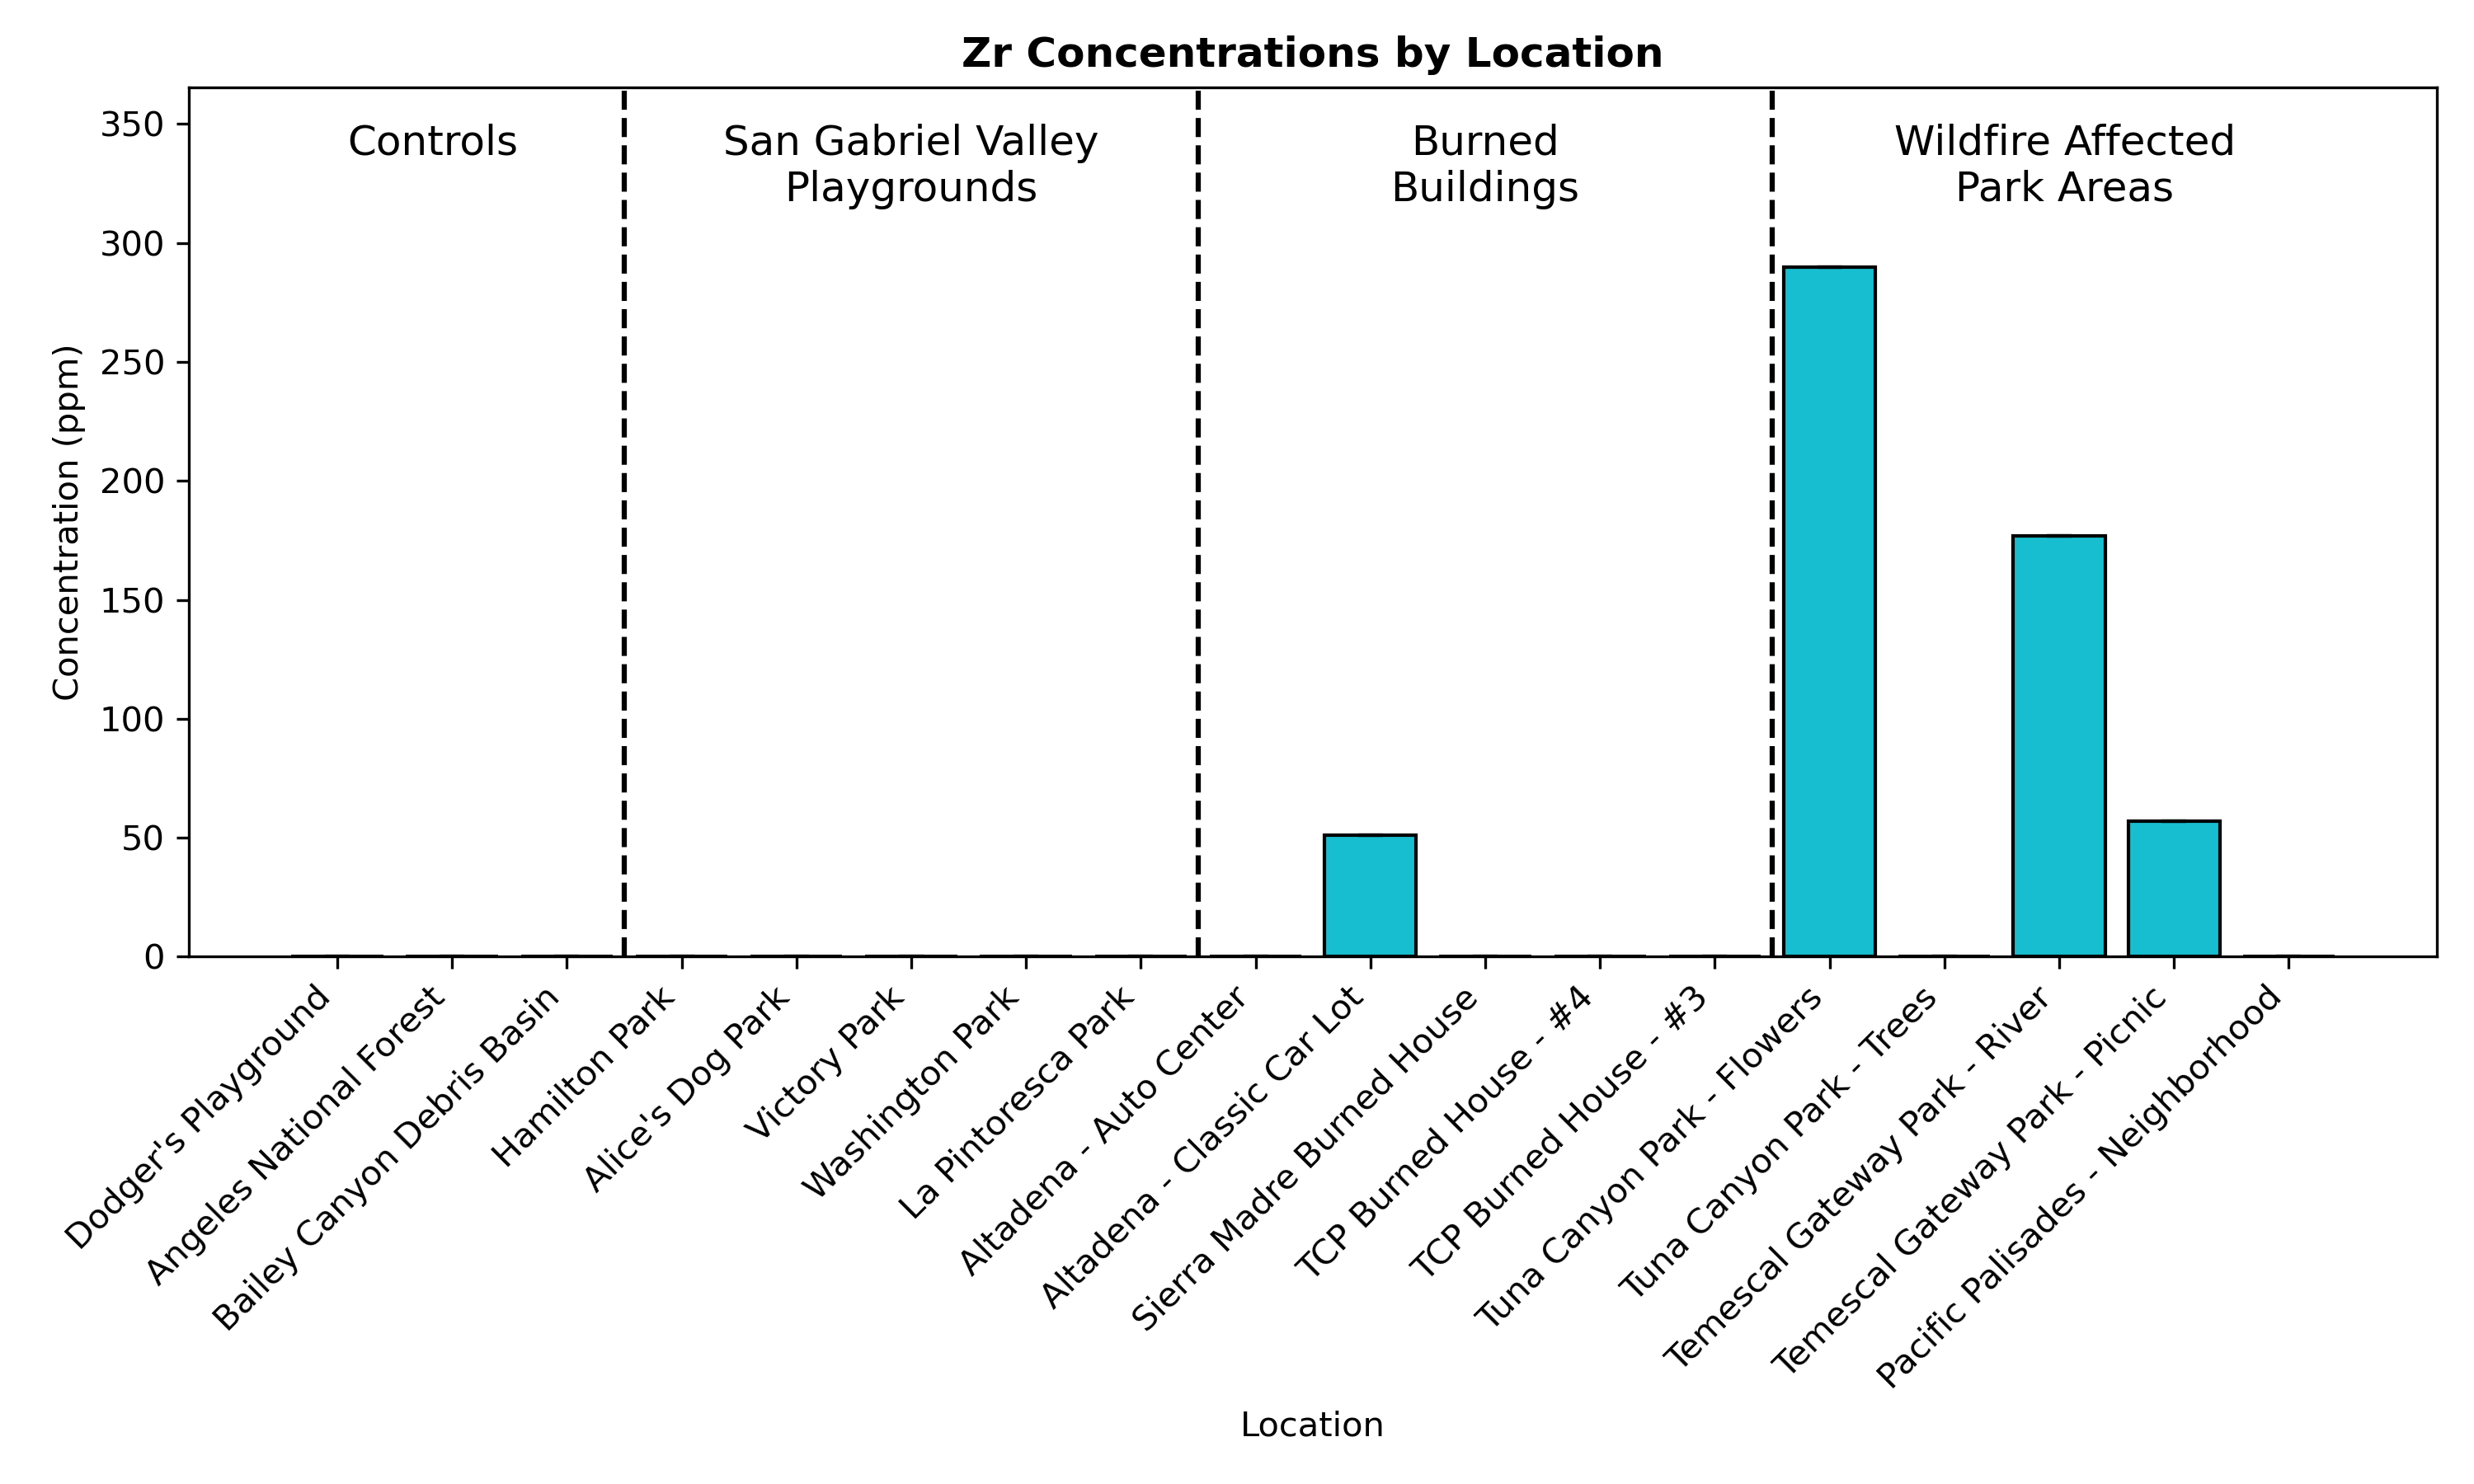 Zr Concentrations by Location
Controls
San Gabriel Valley
Playgrounds
Burned
Buildings
Wildfire Affected
Park Areas
Concentration (ppm)
350
300
250
200
150
100
50
0
Dodger's Playground
Angeles National Forest
Bailey Canyon Debris Basin
Hamilton Park
Alice's Dog Park
Victory Park
Washington Park
La Pintoresca Park
Altadena - Auto Center
Altadena - Classic Car Lot
Sierra Madre Burned House
TCP Burned House - #4
TCP Burned House - #3
Tuna Canyon Park - Flowers
Tuna Canyon Park - Trees
Temescal Gateway Park - River
Temescal Gateway Park - Picnic
Pacific Palisades - Neighborhood
Location